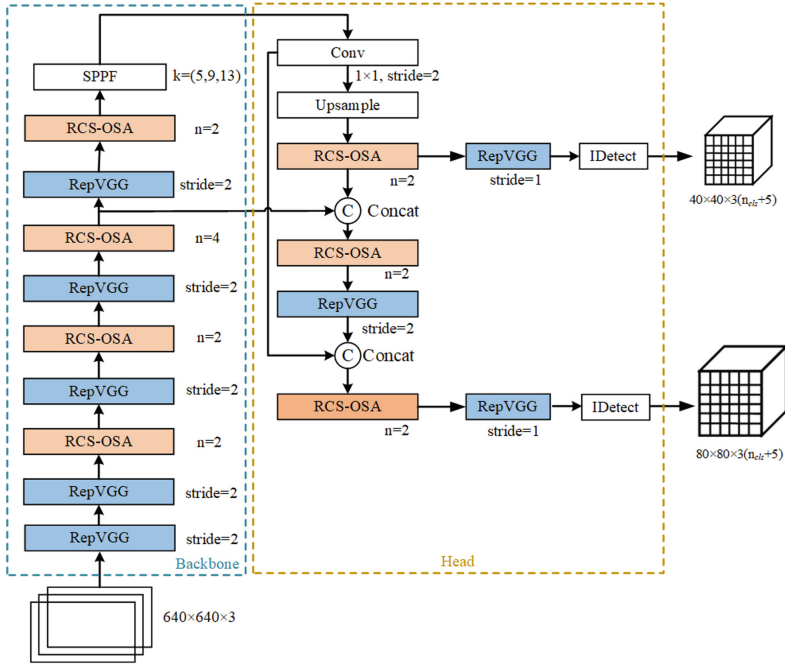 SPPF
k=(5,9,13)
RCS-OSA
n=2
RepVGG
stride=2
RCS-OSA
n=4
RepVGG
stride=2
RCS-OSA
n=2
RepVGG
stride=2
RCS-OSA
n=2
RepVGG
stride=2
RepVGG
stride=2
Backbone
640×640×3
Conv
1×1, stride=2
Upsample
RCS-OSA
n=2
RepVGG
stride=1
IDetect
40×40×3(n_cls+5)
C Concat
RCS-OSA
n=2
RepVGG
stride=2
C Concat
RCS-OSA
n=2
RepVGG
stride=1
IDetect
80×80×3(n_cls+5)
Head